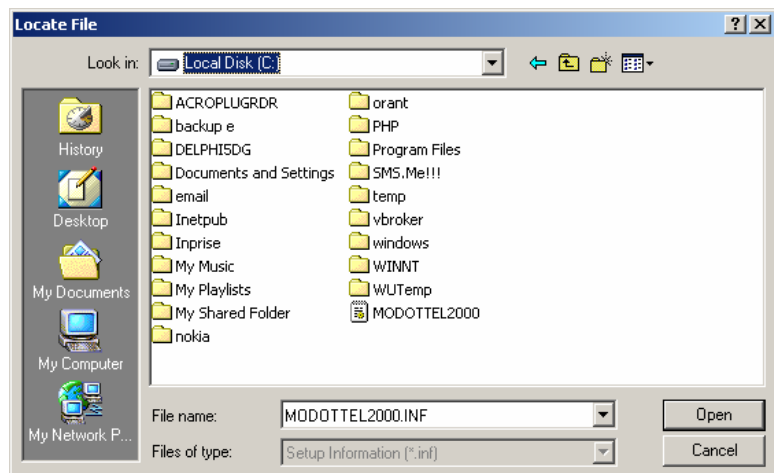 Locate File
Look in:
Local Disk (C:)
History
Desktop
My Documents
My Computer
My Network P...
ACROPLUGRDR
backup e
DELPHI5DG
Documents and Settings
email
Inetpub
Inprise
My Music
My Playlists
My Shared Folder
nokia
orant
PHP
Program Files
SMS.Me!!!
temp
vbroker
windows
WINNT
WUTemp
MODOTTEL2000
File name:
MODOTTEL2000.INF
Open
Files of type:
Setup Information (*.inf)
Cancel